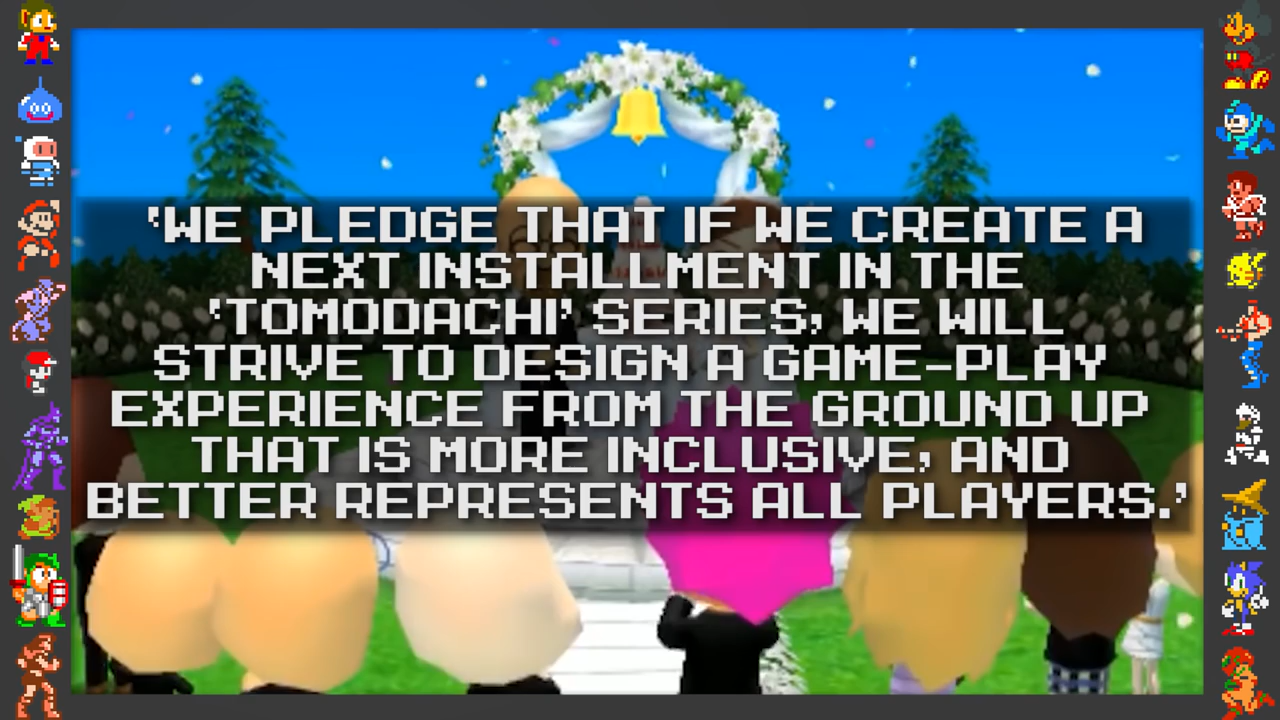 'WE PLEDGE THAT IF WE CREATE A
NEXT INSTALLMENT IN THE
'TOMODACHI' SERIES, WE WILL
STRIVE TO DESIGN A GAME-PLAY
EXPERIENCE FROM THE GROUND UP
THAT IS MORE INCLUSIVE, AND
BETTER REPRESENTS ALL PLAYERS.'